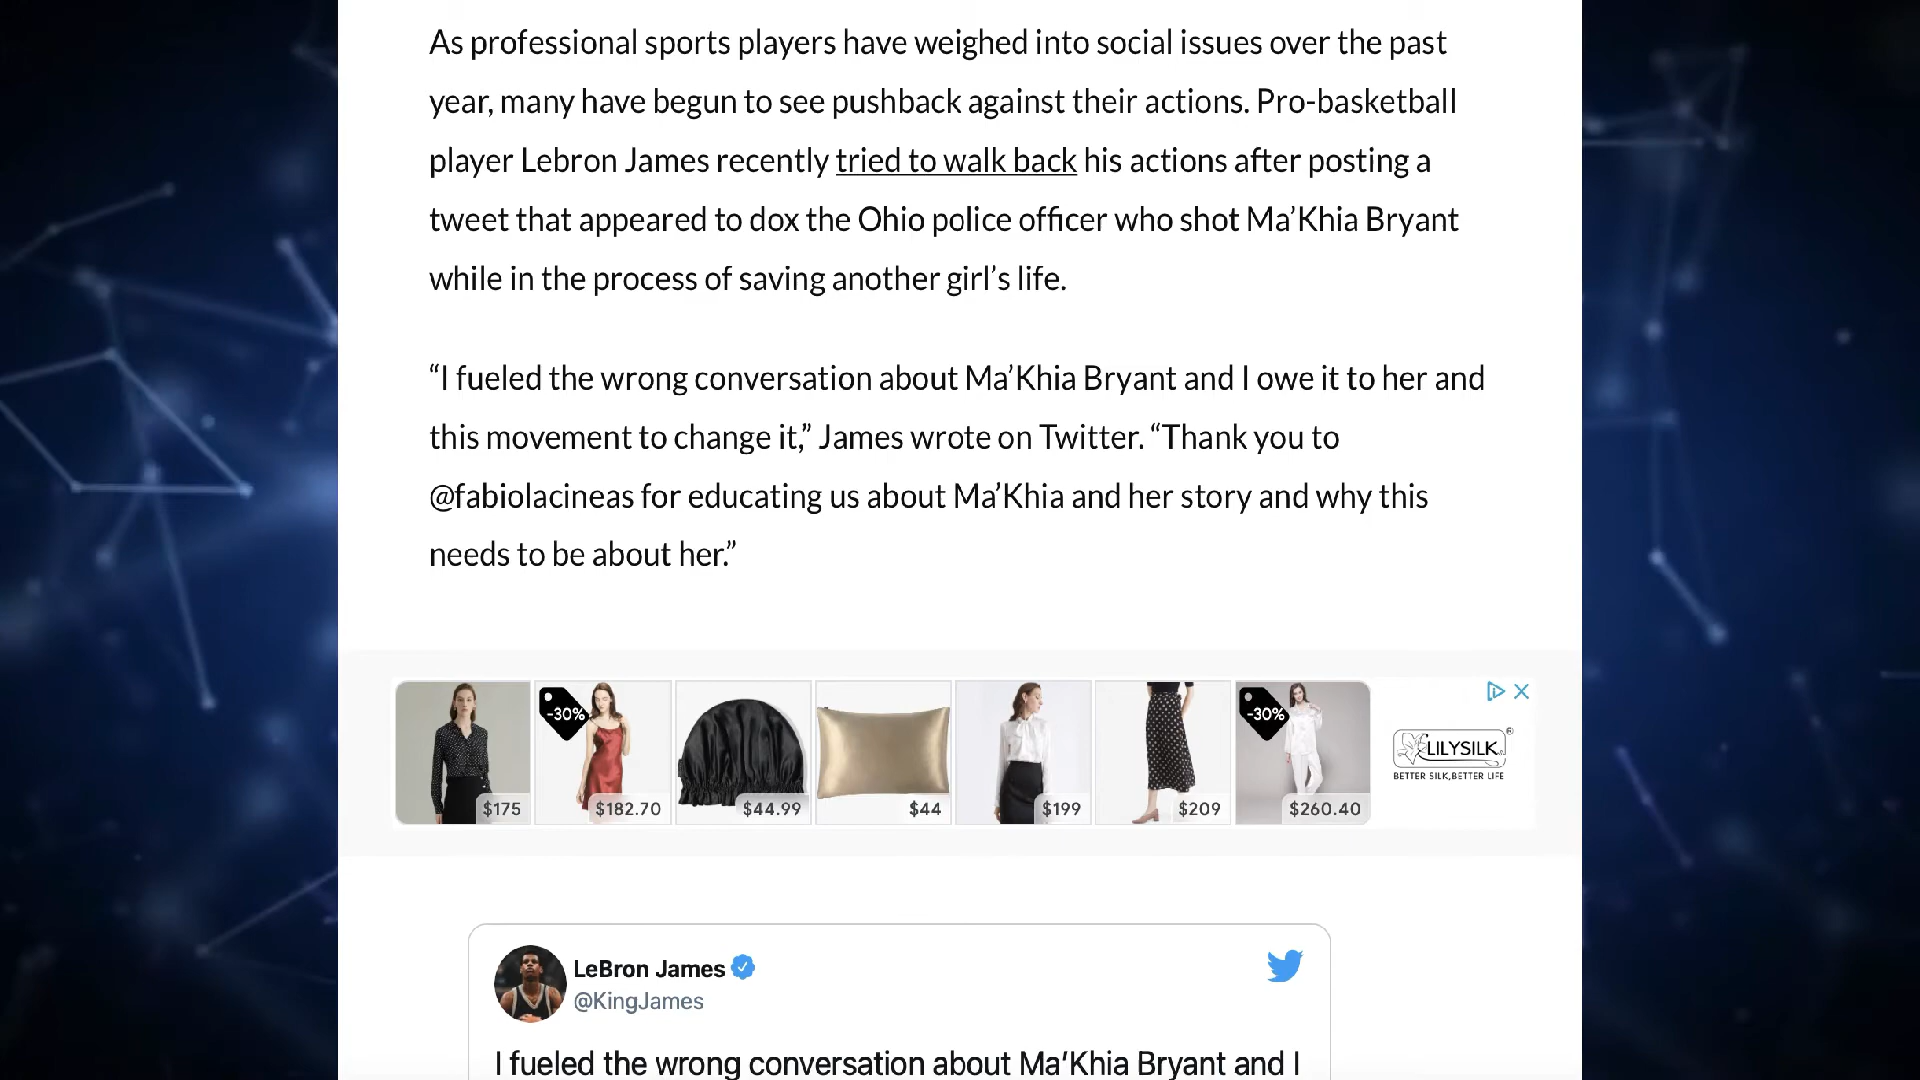 As professional sports players have weighed into social issues over the past
year, many have begun to see pushback against their actions. Pro-basketball
player Lebron James recently tried to walk back his actions after posting a
tweet that appeared to dox the Ohio police officer who shot Ma’Khia Bryant
while in the process of saving another girl’s life.
“I fueled the wrong conversation about Ma’Khia Bryant and I owe it to her and
this movement to change it,” James wrote on Twitter. “Thank you to
@fabiolacineas for educating us about Ma’Khia and her story and why this
needs to be about her.”
-30%
-30%
$175
$182.70
$44.99
$44
$199
$209
$260.40
LILYSILK®
BETTER SILK,BETTER LIFE
LeBron James
@KingJames
I fueled the wrong conversation about Ma’Khia Bryant and I